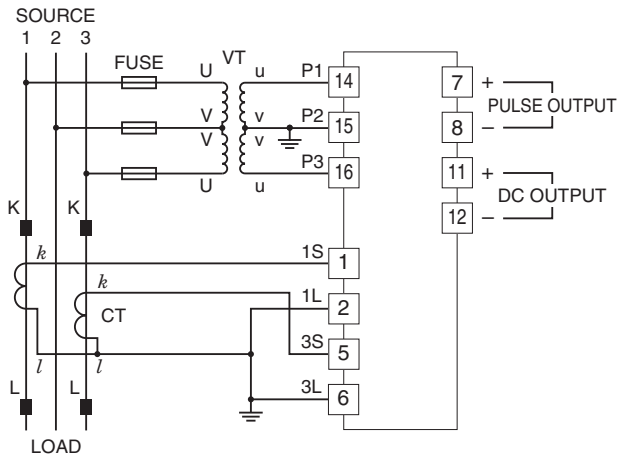 SOURCE
1 2 3
FUSE
VT
U u P1 14
V v P2 15
V v
U u P3 16
7 +
8 −
PULSE OUTPUT
11 +
12 −
DC OUTPUT
K K
k 1S 1
k 1L 2
CT
3S 5
l l
3L 6
L L
LOAD